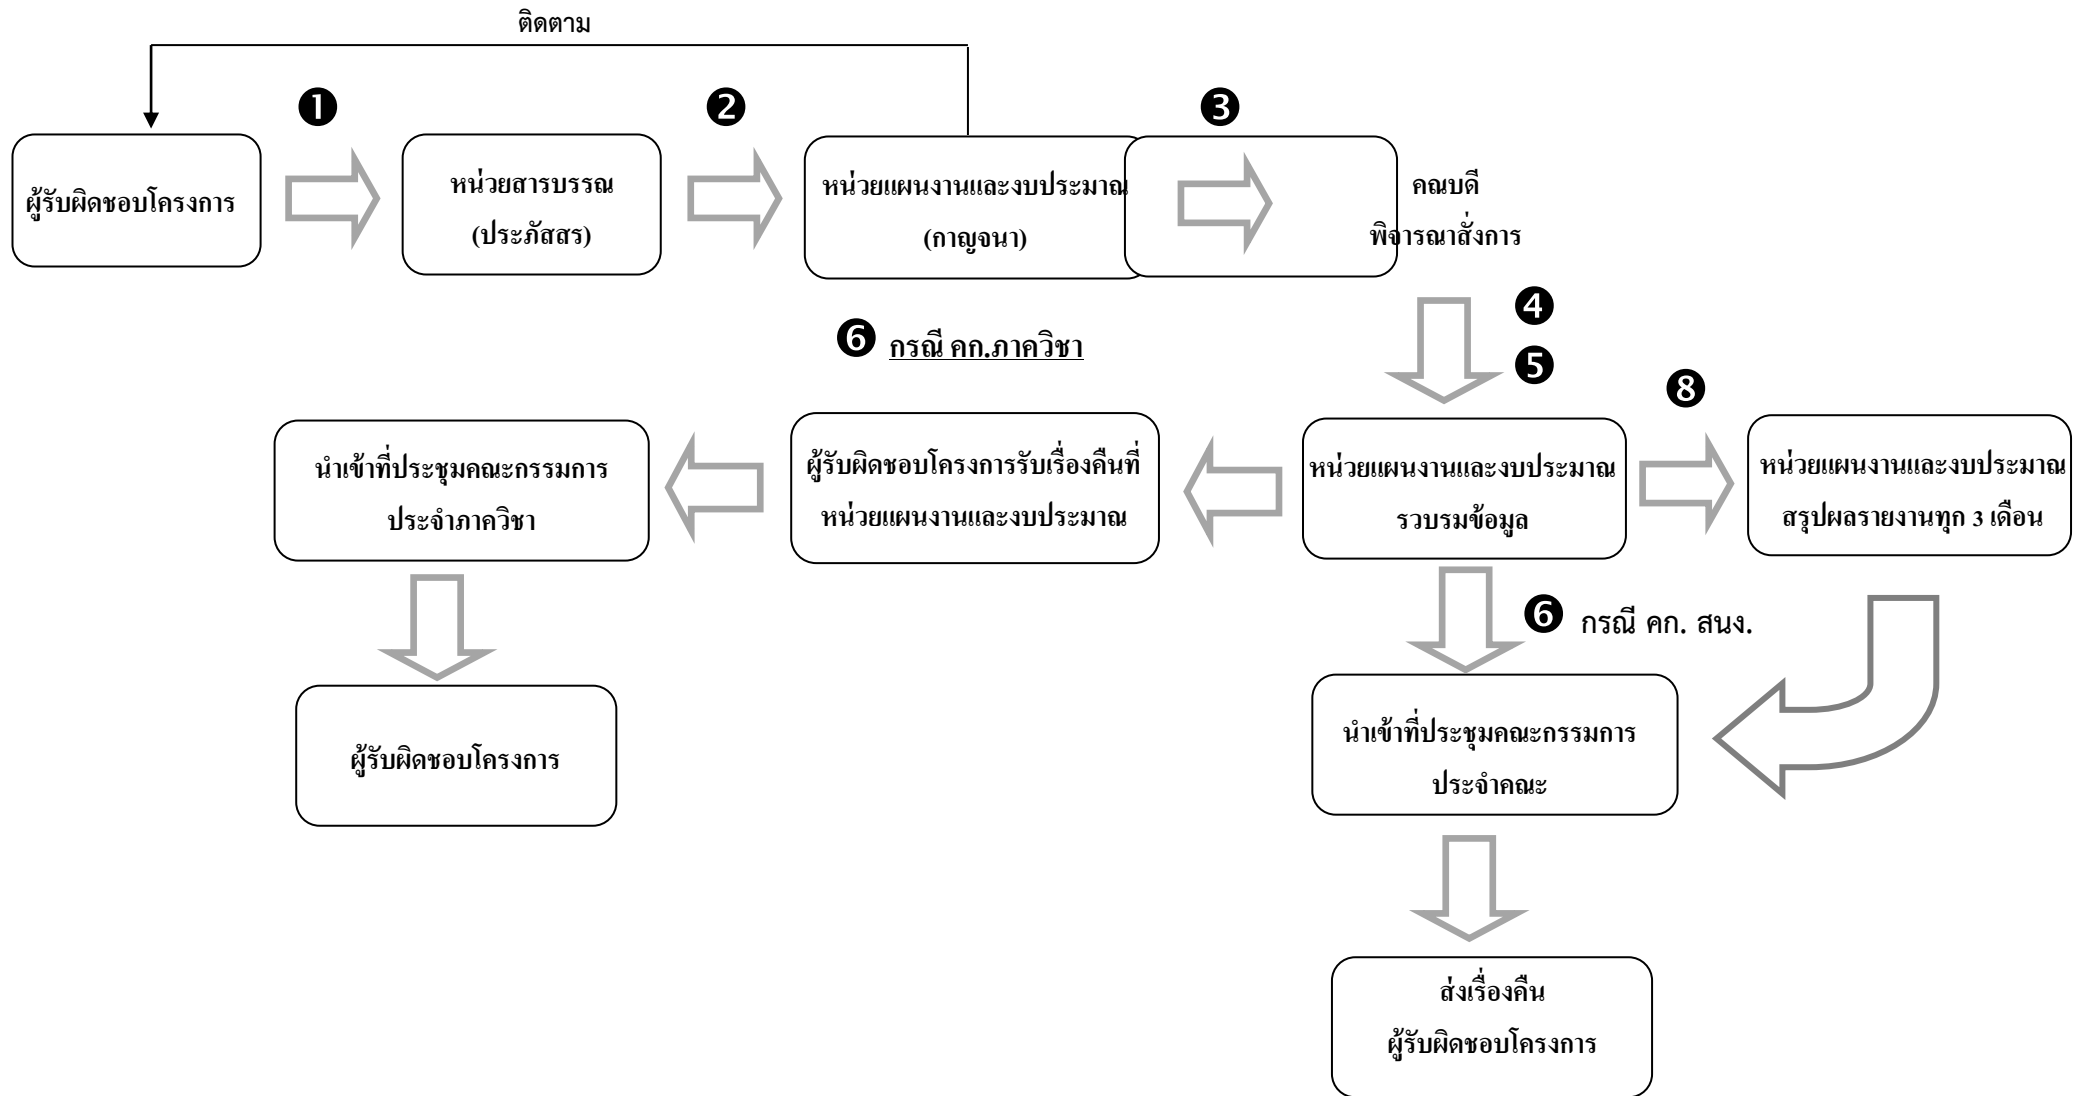 ติดตาม
❶
❷
❸
ผู้รับผิดชอบโครงการ
หน่วยสารบรรณ
(ประภัสสร)
หน่วยแผนงานและงบประมาณ
(กาญจนา)
คณบดี
พิจารณาสั่งการ
❹
❺
❻ กรณี คก.ภาควิชา
❽
นำเข้าที่ประชุมคณะกรรมการ
ประจำภาควิชา
ผู้รับผิดชอบโครงการรับเรื่องคืนที่
หน่วยแผนงานและงบประมาณ
หน่วยแผนงานและงบประมาณ
รวบรมข้อมูล
หน่วยแผนงานและงบประมาณ
สรุปผลรายงานทุก 3 เดือน
❻ กรณี คก. สนง.
ผู้รับผิดชอบโครงการ
นำเข้าที่ประชุมคณะกรรมการ
ประจำคณะ
ส่งเรื่องคืน
ผู้รับผิดชอบโครงการ